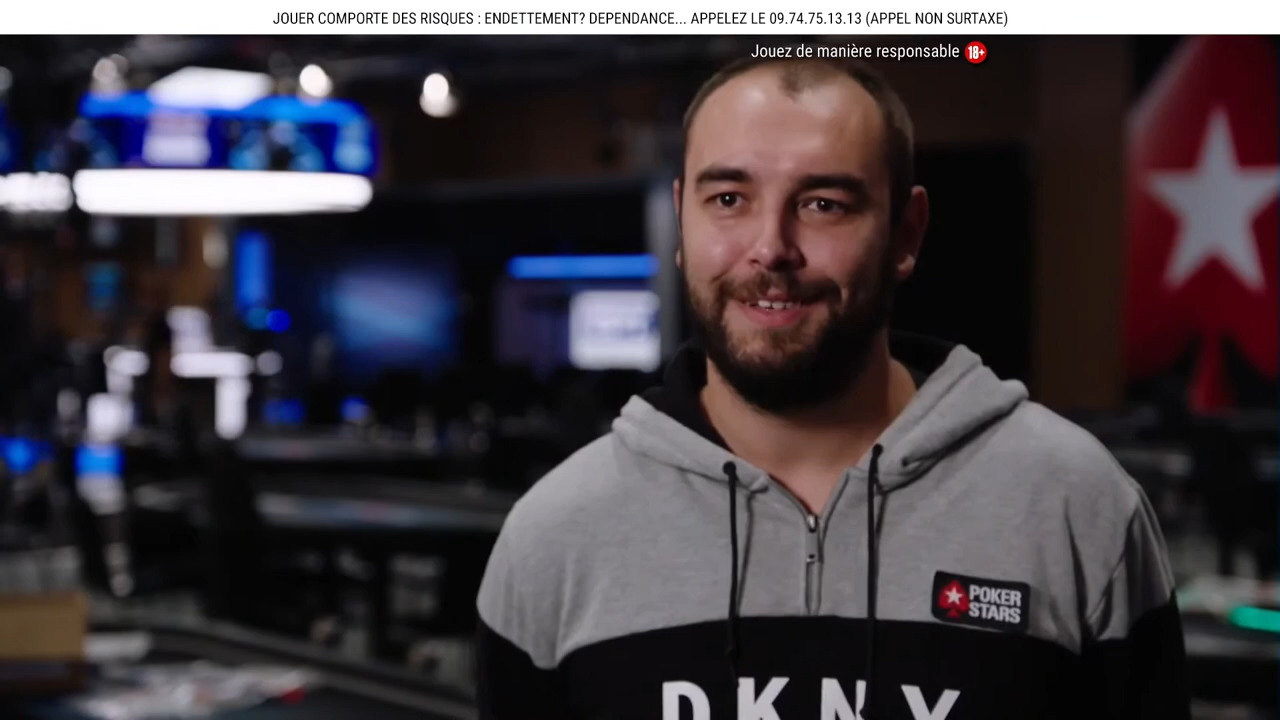 JOUER COMPORTE DES RISQUES : ENDETTEMENT? DEPENDANCE... APPELEZ LE 09.74.75.13.13 (APPEL NON SURTAXE)
Jouez de manière responsable 18+
POKER
STARS
DKNY